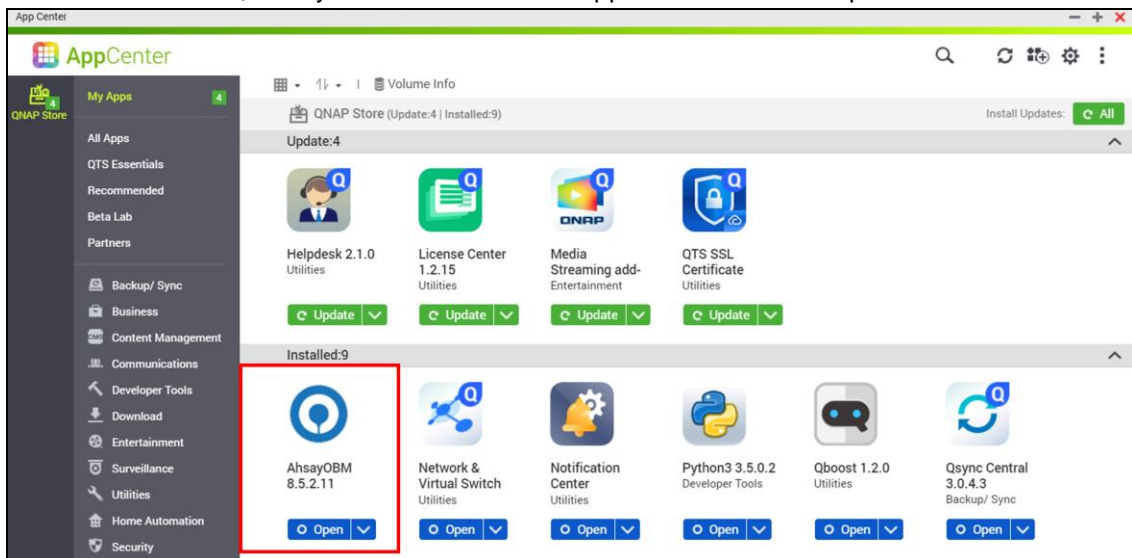 App Center
AppCenter
QNAP Store
4
My Apps 4
All Apps
QTS Essentials
Recommended
Beta Lab
Partners
Backup/ Sync
Business
Content Management
Communications
Developer Tools
Download
Entertainment
Surveillance
Utilities
Home Automation
Security
Volume Info
QNAP Store (Update:4 | Installed:9)
Install Updates: All
Update:4
QNAP
Helpdesk 2.1.0
Utilities
Update
License Center
1.2.15
Utilities
Update
Media
Streaming add-
Entertainment
Update
QTS SSL
Certificate
Utilities
Update
Installed:9
AhsayOBM
8.5.2.11
Open
Network &
Virtual Switch
Utilities
Open
Notification
Center
Utilities
Open
Python3 3.5.0.2
Developer Tools
Open
Qboost 1.2.0
Utilities
Open
Qsync Central
3.0.4.3
Backup/ Sync
Open